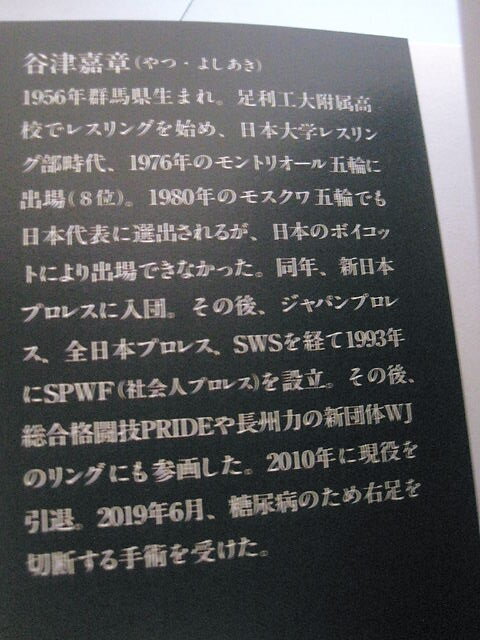 谷津嘉章(やつ・よしあき)
1956年群馬県生まれ。足利工大附属高
校でレスリングを始め、日本大学レスリン
グ部時代、1976年のモントリオール五輪に
出場(8位)。1980年のモスクワ五輪でも
日本代表に選出されるが、日本のボイコッ
トにより出場できなかった。同年、新日本
プロレスに入団。その後、ジャパンプロレ
ス、全日本プロレス、SWSを経て1993年
にSPWF(社会人プロレス)を設立。その後、
総合格闘技PRIDEや長州力の新団体WJ
のリングにも参画した。2010年に現役を
引退。2019年6月、糖尿病のため右足を
切断する手術を受けた。